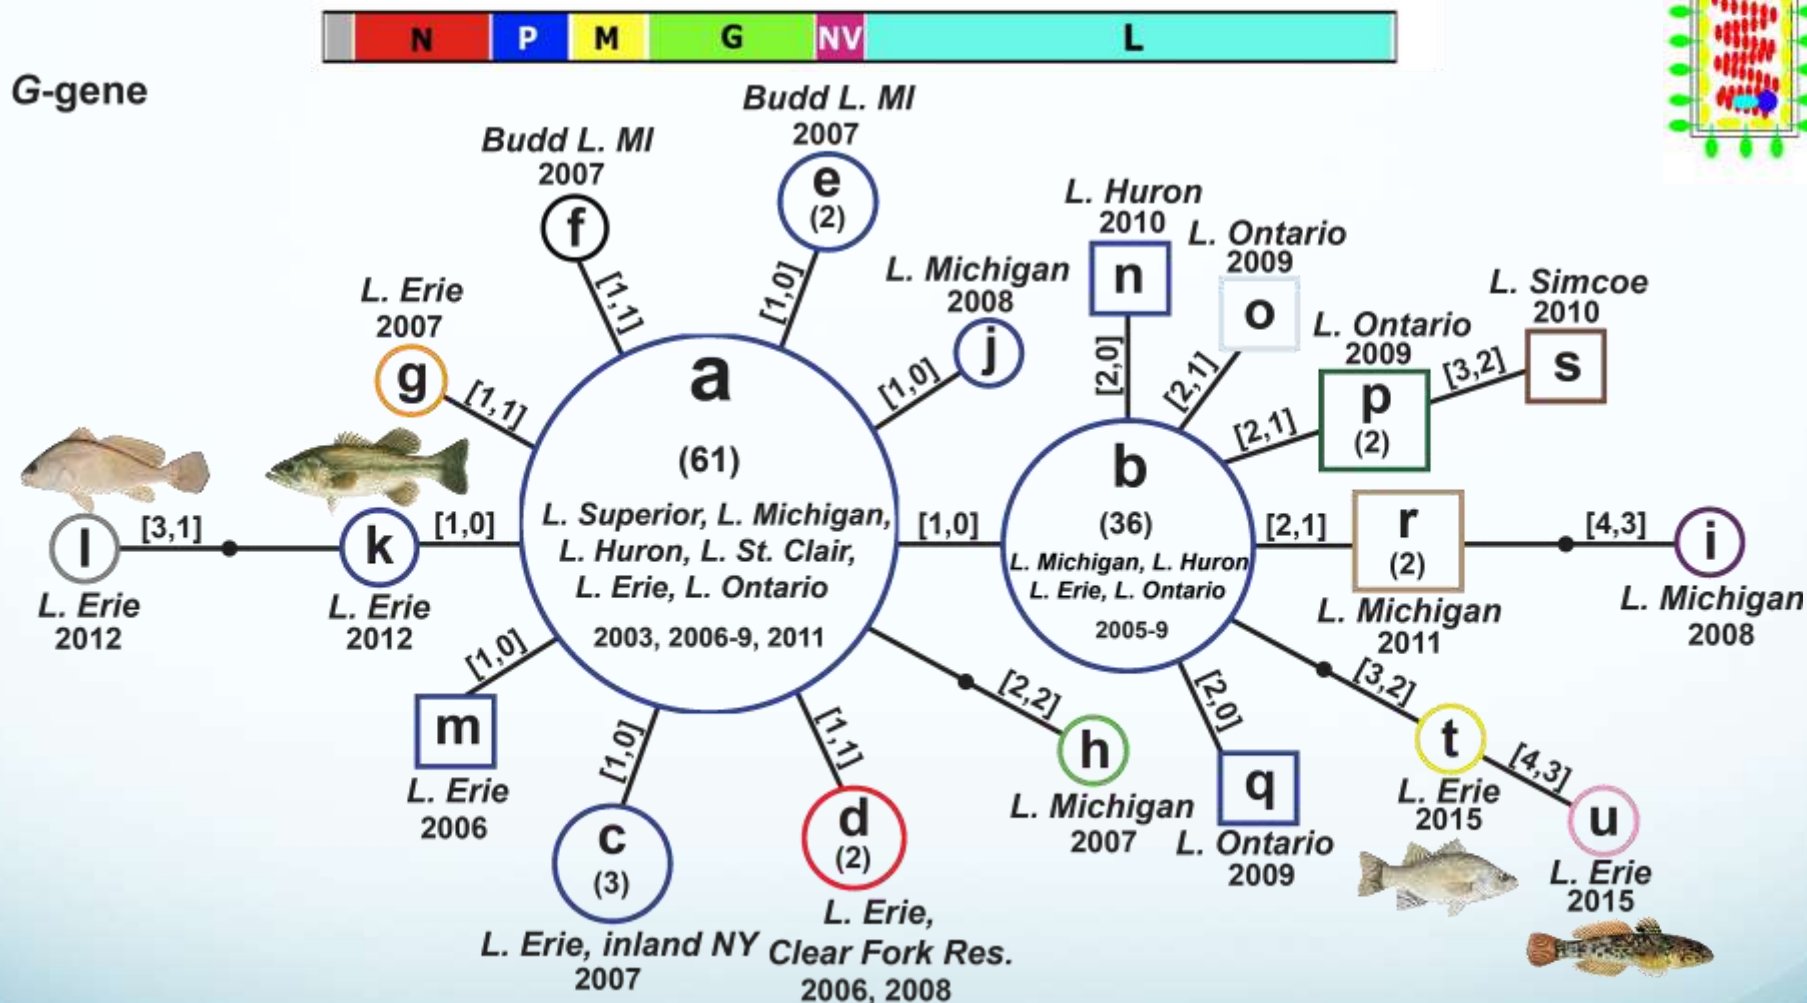 N P M G NV L
G-gene
Budd L. MI
2007
e
(2)
[1,0]
Budd L. MI
2007
f
[1,1]
L. Erie
2007
g
[1,1]
L. Michigan
2008
j
[1,0]
a
(61)
L. Superior, L. Michigan,
L. Huron, L. St. Clair,
L. Erie, L. Ontario
2003, 2006-9, 2011
l
[3,1]
L. Erie
2012
k
[1,0]
L. Erie
2012
[1,0]
m
L. Erie
2006
[1,0]
c
(3)
L. Erie, inland NY
2007
[1,1]
d
(2)
L. Erie,
Clear Fork Res.
2006, 2008
[2,2]
h
L. Michigan
2007
[1,0]
b
(36)
L. Michigan, L. Huron
L. Erie, L. Ontario
2005-9
L. Huron
2010
n
[2,0]
L. Ontario
2009
o
[2,1]
L. Ontario
2009
p
(2)
[2,1]
L. Simcoe
2010
s
[3,2]
[2,1]
r
(2)
L. Michigan
2011
[4,3]
i
L. Michigan
2008
[2,0]
q
L. Ontario
2009
[3,2]
t
L. Erie
2015
[4,3]
u
L. Erie
2015